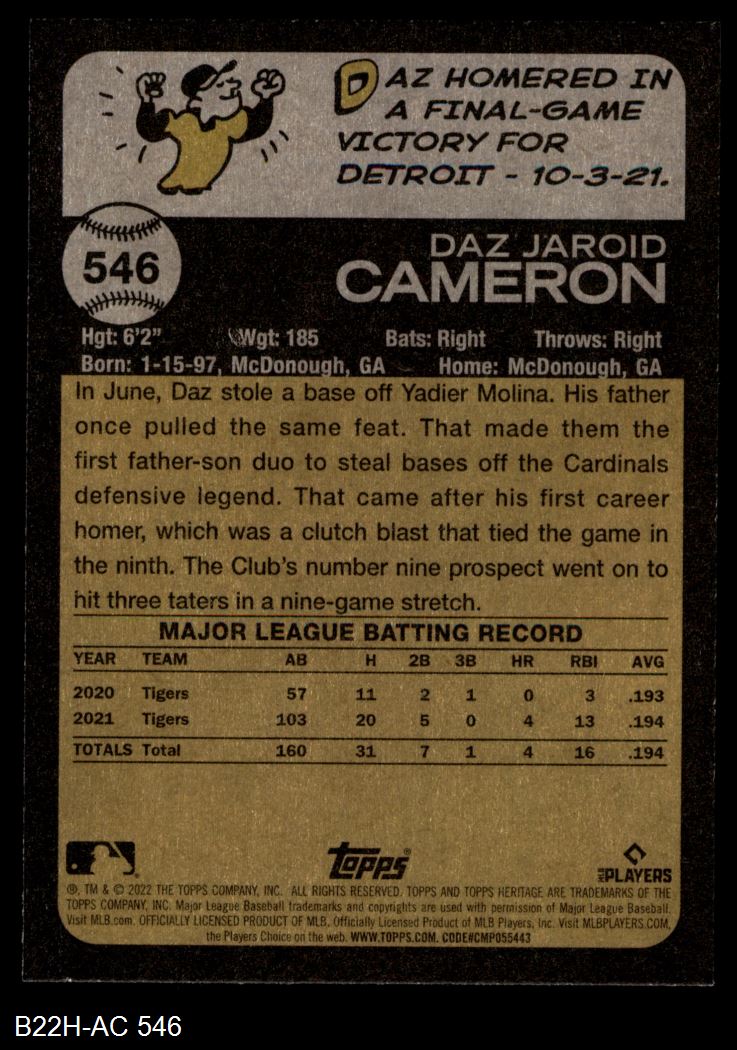 DAZ HOMERED IN
A FINAL-GAME
VICTORY FOR
DETROIT - 10-3-21.
546
DAZ JAROID
CAMERON
Hgt: 6'2" Wgt: 185 Bats: Right Throws: Right
Born: 1-15-97, McDonough, GA Home: McDonough, GA
In June, Daz stole a base off Yadier Molina. His father
once pulled the same feat. That made them the
first father-son duo to steal bases off the Cardinals
defensive legend. That came after his first career
homer, which was a clutch blast that tied the game in
the ninth. The Club's number nine prospect went on to
hit three taters in a nine-game stretch.
MAJOR LEAGUE BATTING RECORD
YEAR TEAM AB H 2B 3B HR RBI AVG
2020 Tigers 57 11 2 1 0 3 .193
2021 Tigers 103 20 5 0 4 13 .194
TOTALS Total 160 31 7 1 4 16 .194
Topps®
MLB PLAYERS
®, TM & © 2022 THE TOPPS COMPANY, INC. ALL RIGHTS RESERVED. TOPPS AND TOPPS HERITAGE ARE TRADEMARKS OF THE
TOPPS COMPANY, INC. Major League Baseball trademarks and copyrights are used with permission of Major League Baseball.
Visit MLB.com. OFFICIALLY LICENSED PRODUCT OF MLB. Officially Licensed Product of MLB Players, Inc. Visit MLBPLAYERS.COM,
the Players Choice on the web. WWW.TOPPS.COM. CODE#CMP055443
B22H-AC 546